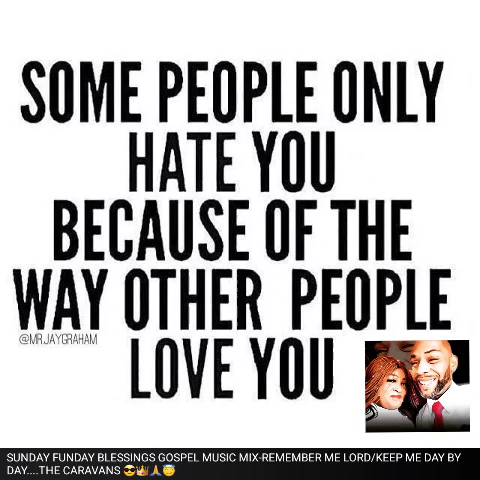 SOME PEOPLE ONLY
HATE YOU
BECAUSE OF THE
WAY OTHER PEOPLE
@MRJAYGRAHAM
LOVE YOU
SUNDAY FUNDAY BLESSINGS GOSPEL MUSIC MIX-REMEMBER ME LORD/KEEP ME DAY BY
DAY....THE CARAVANS 😎👑🙏😇